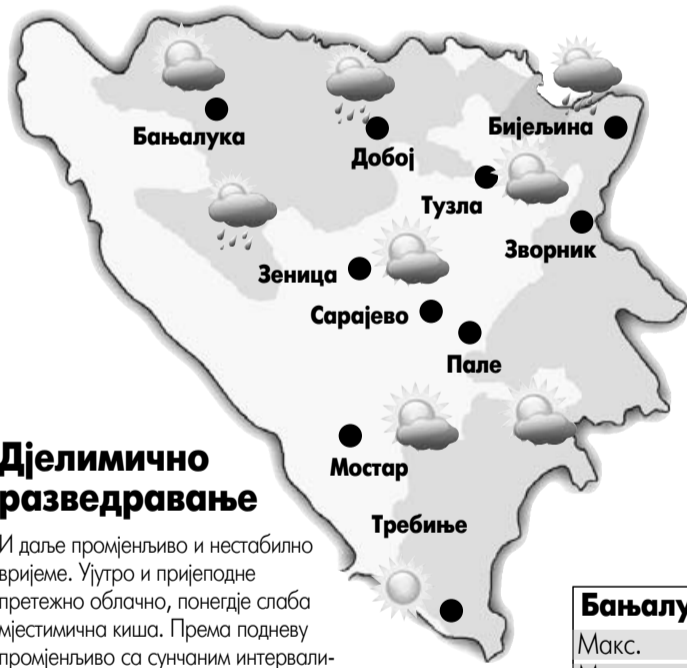 Бањалука
Добој
Бијељина
Тузла
Зворник
Зеница
Сарајево
Пале
Мостар
Требиње
Дјелимично
разведравање
И даље промјенљиво и нестабилно
вријеме. Ујутро и пријеподне
претежно облачно, понегдје слаба
мјестимична киша. Према подневу
промјенљиво са сунчаним интервали-
Бањалу
Макс.